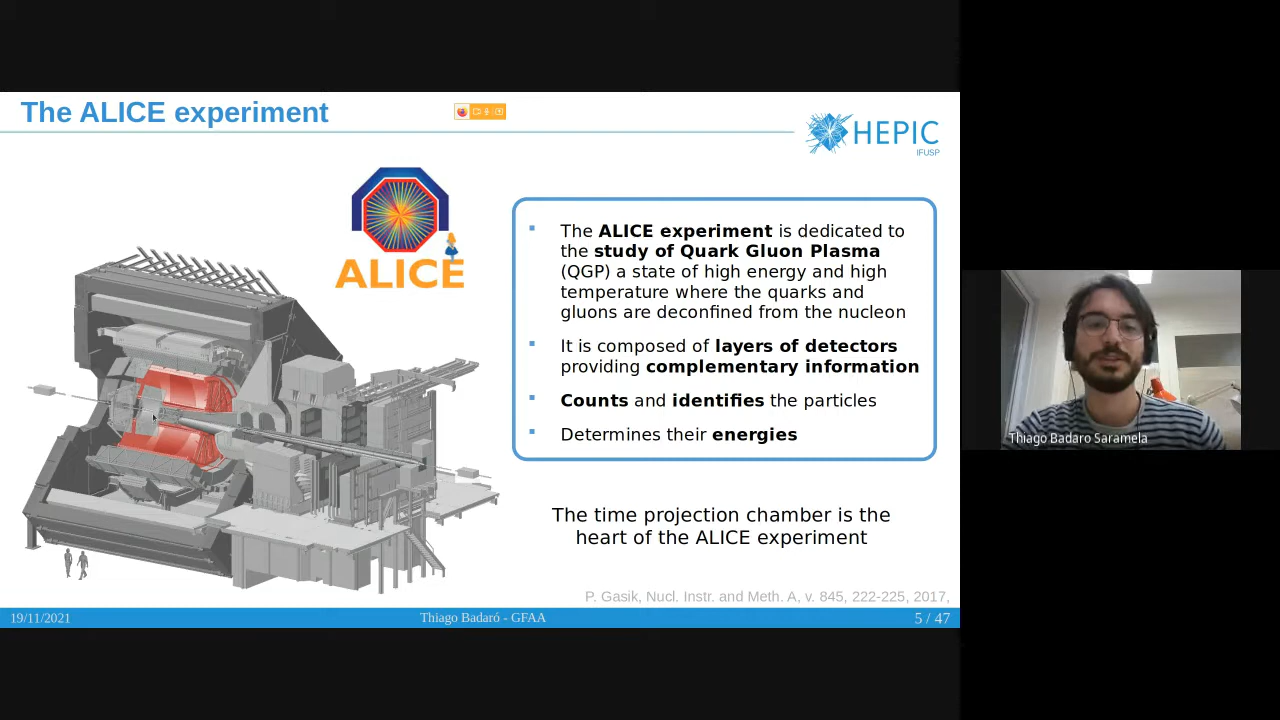 The ALICE experiment
HEPIC
IFUSP
ALICE
▪ The ALICE experiment is dedicated to
the study of Quark Gluon Plasma
(QGP) a state of high energy and high
temperature where the quarks and
gluons are deconfined from the nucleon
▪ It is composed of layers of detectors
providing complementary information
▪ Counts and identifies the particles
▪ Determines their energies
The time projection chamber is the
heart of the ALICE experiment
P. Gasik, Nucl. Instr. and Meth. A, v. 845, 222-225, 2017,
19/11/2021
Thiago Badaró - GFAA
5 / 47
Thiago Badaro Saramela